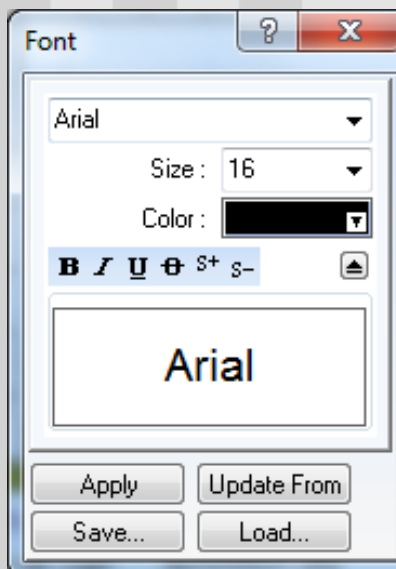 Font
Arial
Size : 16
Color :
B I U O S+ S-
Arial
Apply Update From
Save... Load...